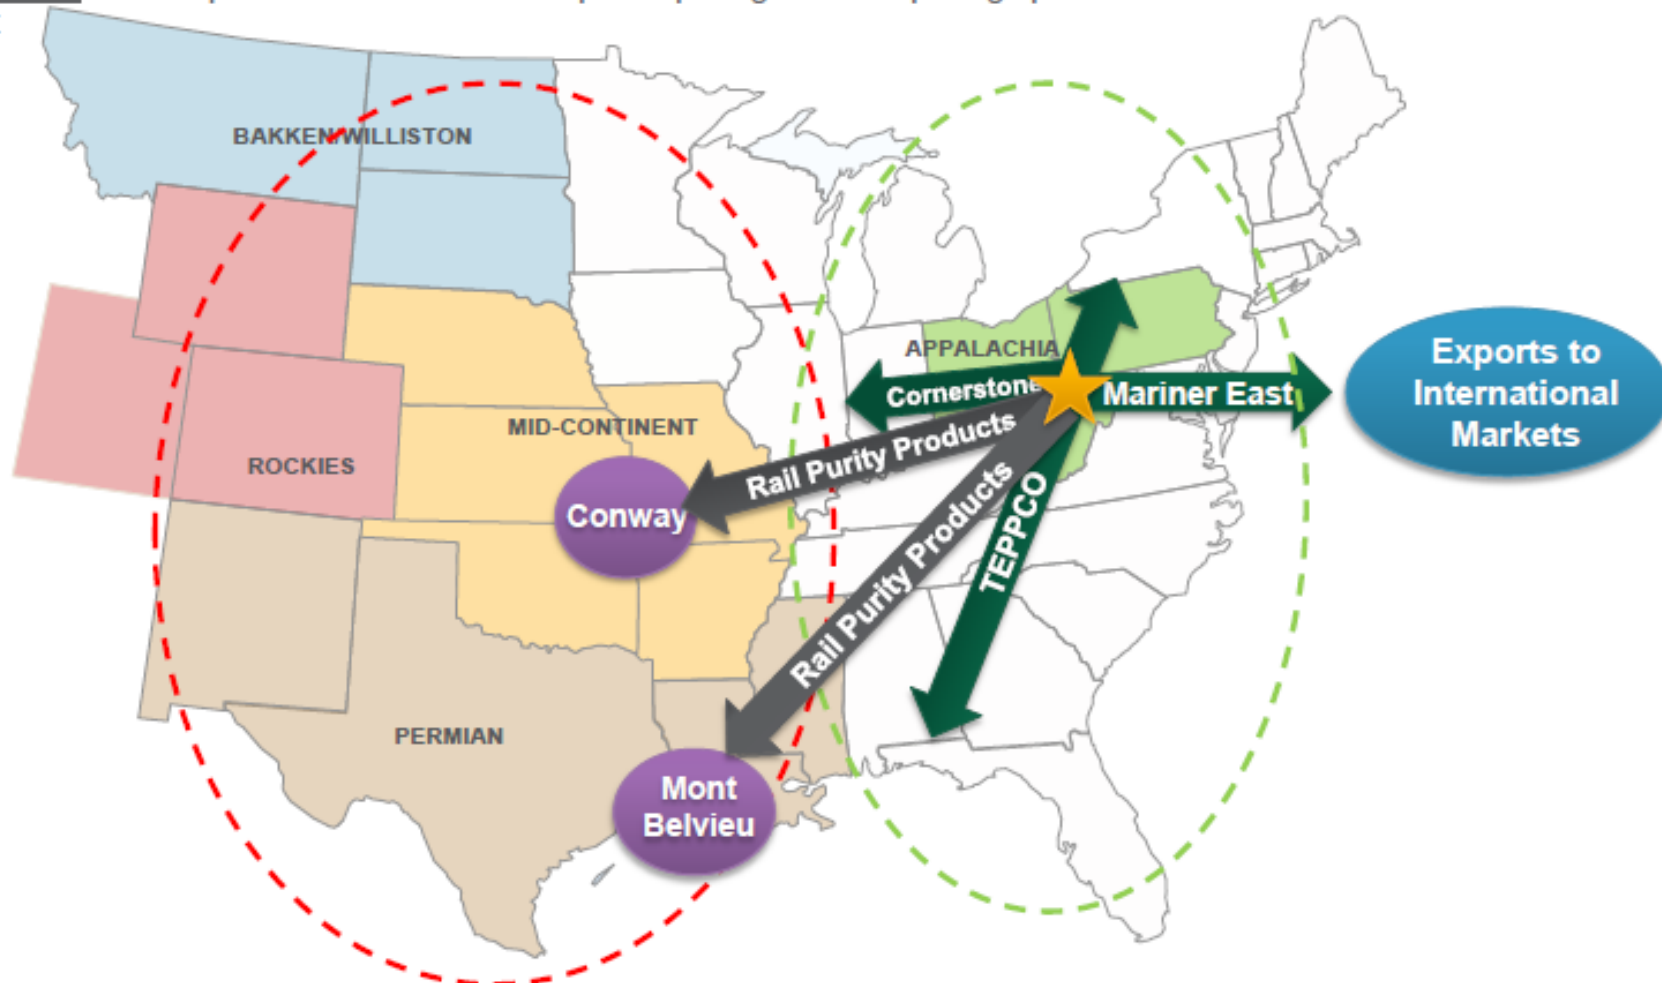 BAKKEN/WILLISTON
APPALACHIA
Exports to
International
Markets
Cornerstone
Mariner East
MID-CONTINENT
Rail Purity Products
ROCKIES
Conway
Rail Purity Products
TEPPCO
PERMIAN
Mont
Belvieu